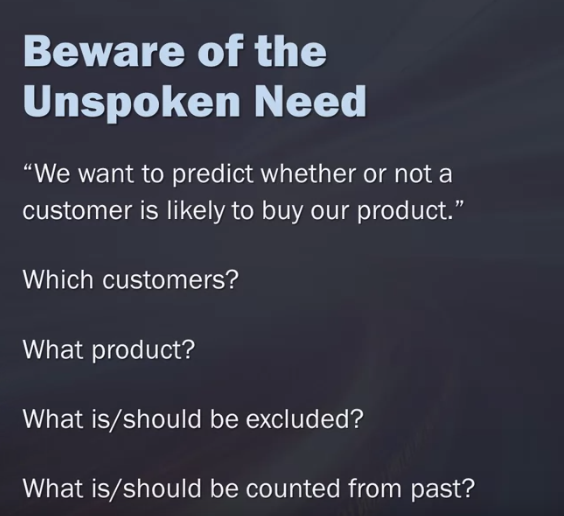 Beware of the
Unspoken Need
“We want to predict whether or not a
customer is likely to buy our product.”
Which customers?
What product?
What is/should be excluded?
What is/should be counted from past?